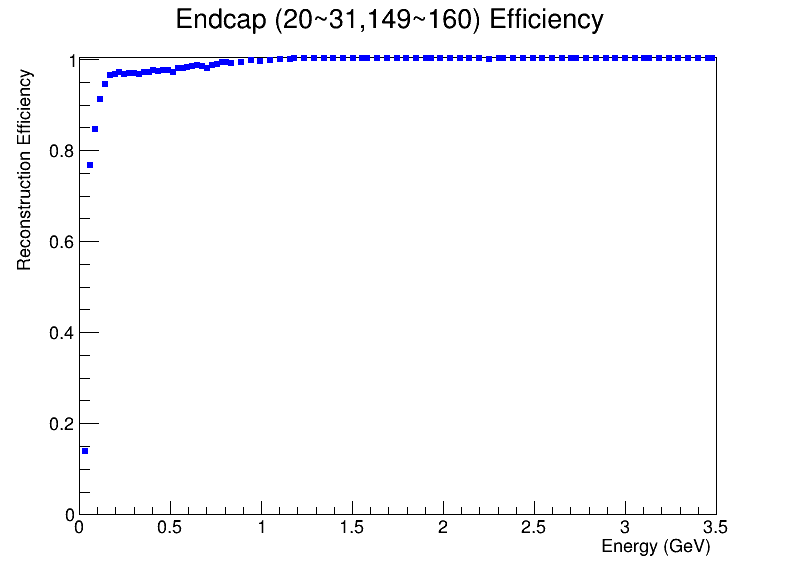 Endcap (20~31,149~160) Efficiency
Reconstruction Efficiency
1
0.8
0.6
0.4
0.2
0
0 0.5 1 1.5 2 2.5 3 3.5
Energy (GeV)